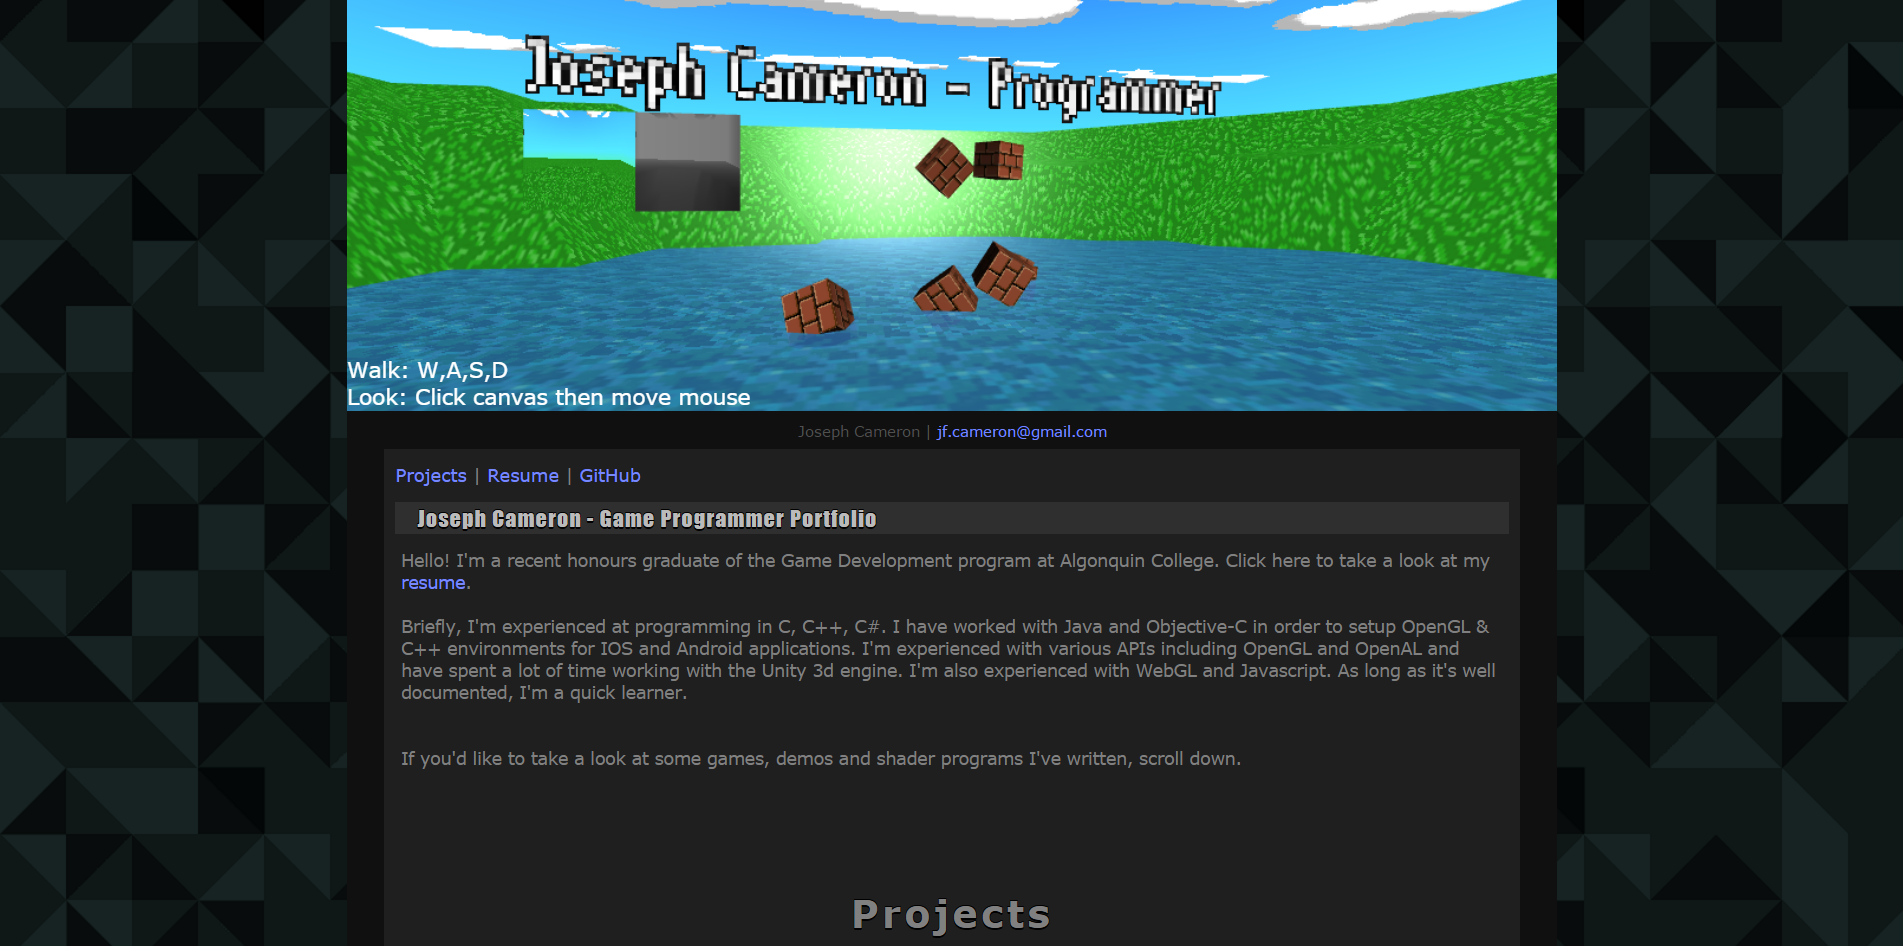 Joseph Cameron - Programmer
Walk: W,A,S,D
Look: Click canvas then move mouse
Joseph Cameron | jf.cameron@gmail.com
Projects | Resume | GitHub
Joseph Cameron - Game Programmer Portfolio
Hello! I'm a recent honours graduate of the Game Development program at Algonquin College. Click here to take a look at my
resume.
Briefly, I'm experienced at programming in C, C++, C#. I have worked with Java and Objective-C in order to setup OpenGL &
C++ environments for IOS and Android applications. I'm experienced with various APIs including OpenGL and OpenAL and
have spent a lot of time working with the Unity 3d engine. I'm also experienced with WebGL and Javascript. As long as it's well
documented, I'm a quick learner.
If you'd like to take a look at some games, demos and shader programs I've written, scroll down.
Projects